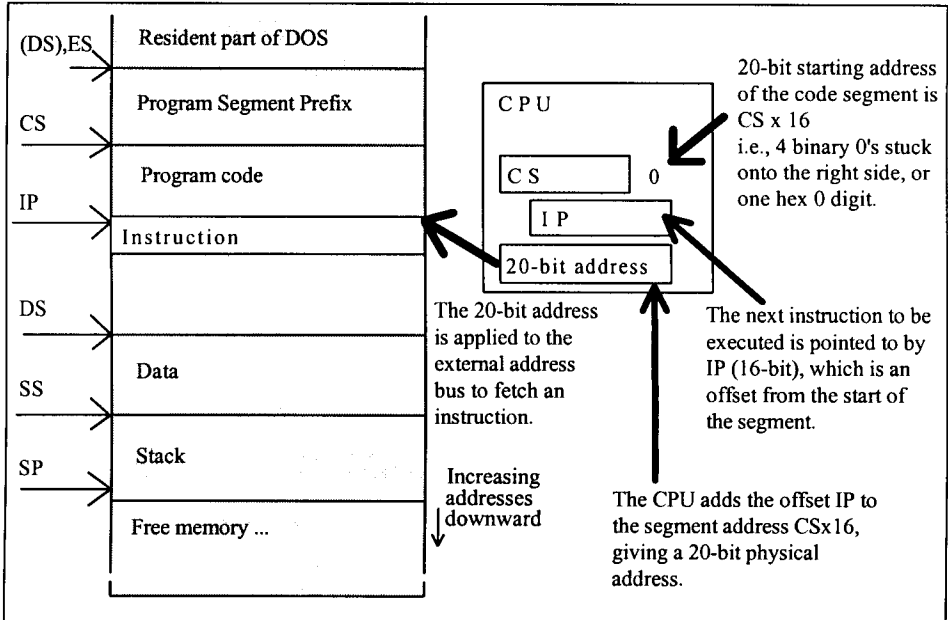 (DS),ES
Resident part of DOS
Program Segment Prefix
CS
Program code
IP
Instruction
DS
Data
SS
Stack
SP
Free memory ...
Increasing
addresses
downward
C P U
C S
0
I P
20-bit address
20-bit starting address
of the code segment is
CS x 16
i.e., 4 binary 0's stuck
onto the right side, or
one hex 0 digit.
The 20-bit address
is applied to the
external address
bus to fetch an
instruction.
The next instruction to be
executed is pointed to by
IP (16-bit), which is an
offset from the start of
the segment.
The CPU adds the offset IP to
the segment address CSx16,
giving a 20-bit physical
address.